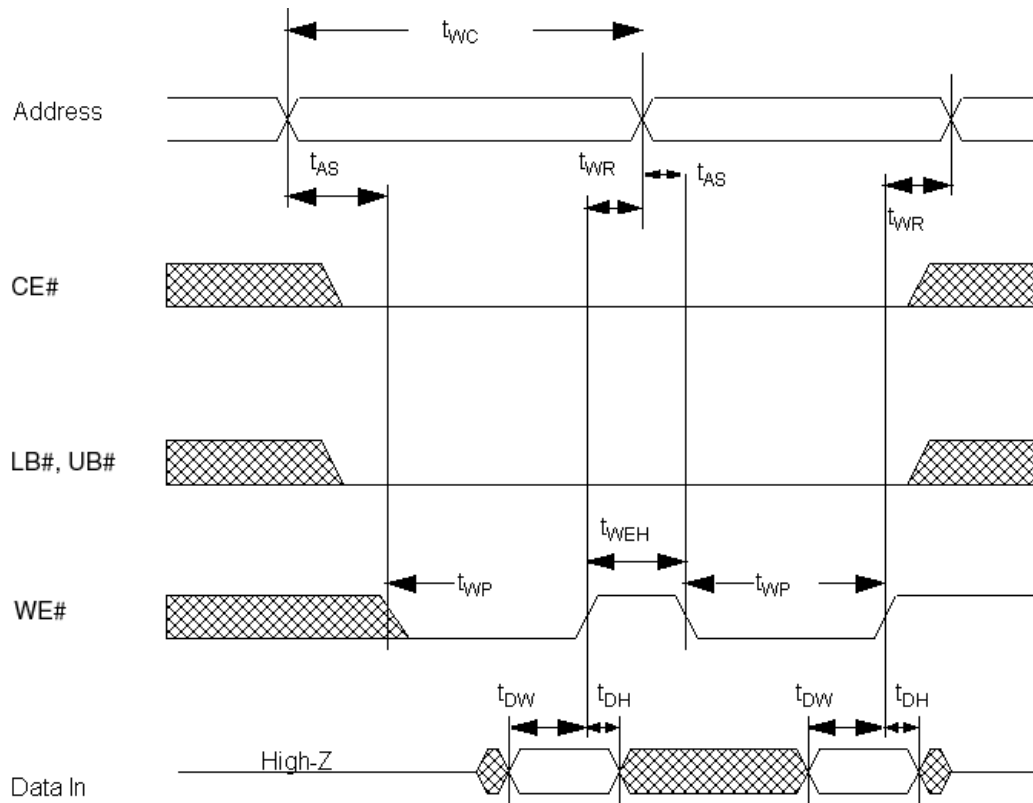 tWC
Address
tAS
tWR
tAS
tWR
CE#
LB#, UB#
tWEH
tWP
tWP
WE#
tDW
tDH
tDW
tDH
High-Z
Data In